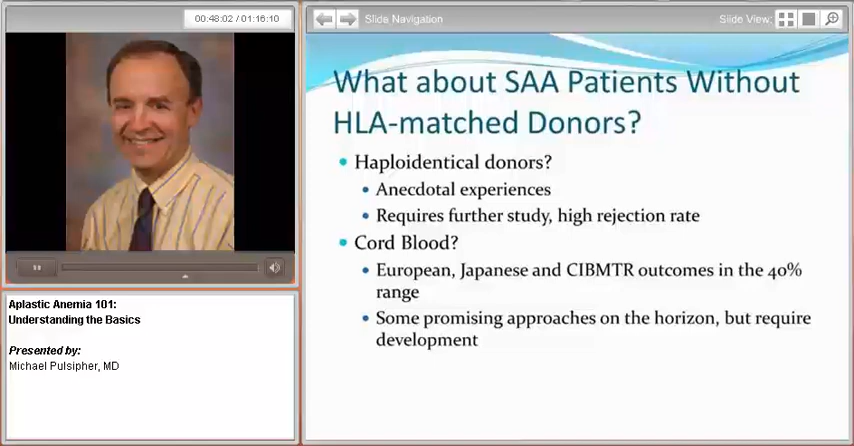 00:48:02 / 01:16:10
Slide Navigation
Slide View:
What about SAA Patients Without
HLA-matched Donors?
• Haploidentical donors?
• Anecdotal experiences
• Requires further study, high rejection rate
• Cord Blood?
• European, Japanese and CIBMTR outcomes in the 40%
range
• Some promising approaches on the horizon, but require
development
Aplastic Anemia 101:
Understanding the Basics
Presented by:
Michael Pulsipher, MD